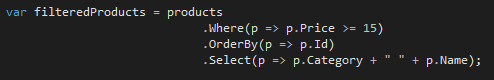 var filteredProducts = products
.Where(p => p.Price >= 15)
.OrderBy(p => p.Id)
.Select(p => p.Category + " " + p.Name);